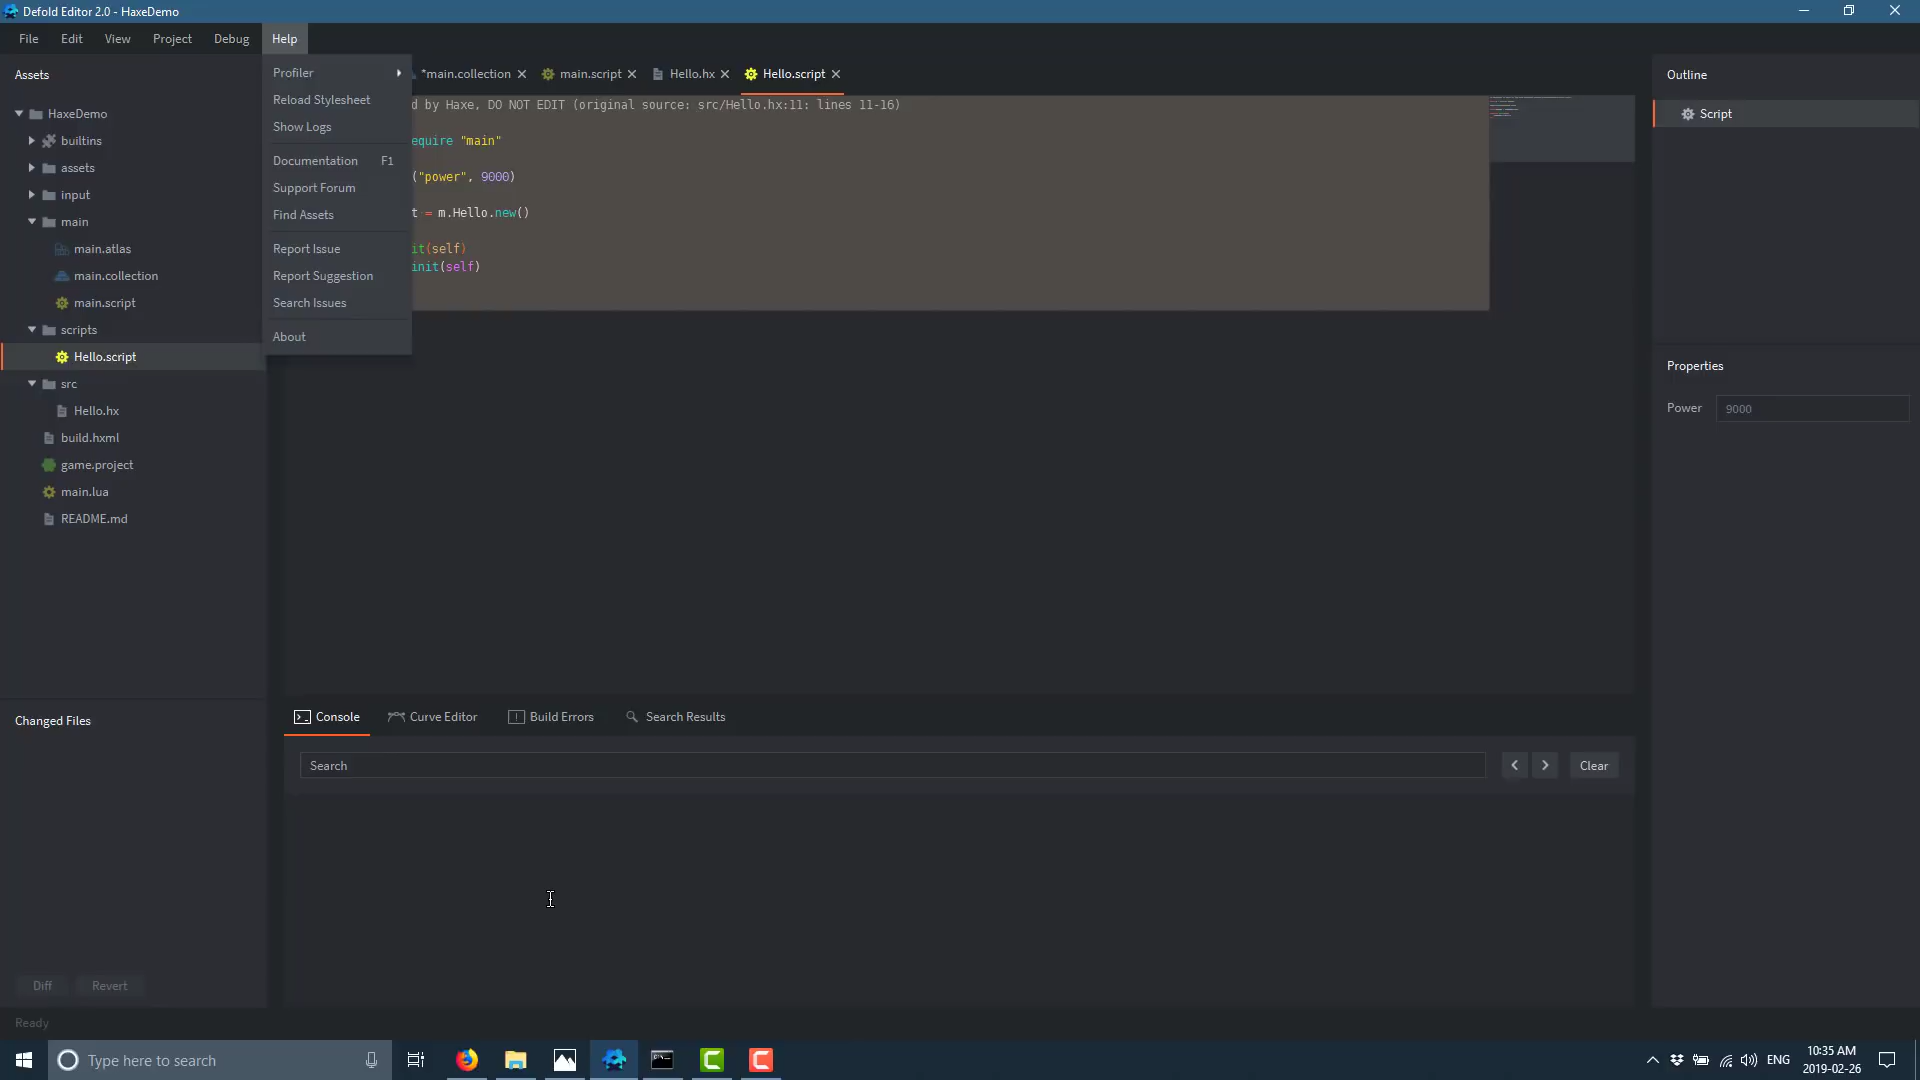 Defold Editor 2.0 - HaxeDemo
File Edit View Project Debug Help
Assets
HaxeDemo
builtins
assets
input
main
main.atlas
main.collection
main.script
scripts
Hello.script
src
Hello.hx
build.hxml
game.project
main.lua
README.md
Changed Files
Diff Revert
Ready
Profiler
Reload Stylesheet
Show Logs
Documentation F1
Support Forum
Find Assets
Report Issue
Report Suggestion
Search Issues
About
*main.collection main.script Hello.hx Hello.script
d by Haxe, DO NOT EDIT (original source: src/Hello.hx:11: lines 11-16)
equire "main"
("power", 9000)
t = m.Hello.new()
it(self)
init(self)
Console Curve Editor Build Errors Search Results
Search Clear
Outline
Script
Properties
Power 9000
Type here to search
ENG 10:35 AM
2019-02-26